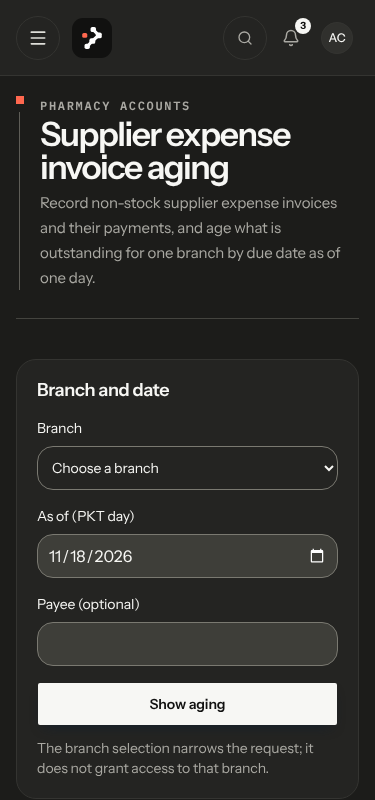 3
AC
PHARMACY ACCOUNTS
Supplier expense
invoice aging
Record non-stock supplier expense invoices
and their payments, and age what is
outstanding for one branch by due date as of
one day.
Branch and date
Branch
Choose a branch
As of (PKT day)
11/18/2026
Payee (optional)
Show aging
The branch selection narrows the request; it
does not grant access to that branch.